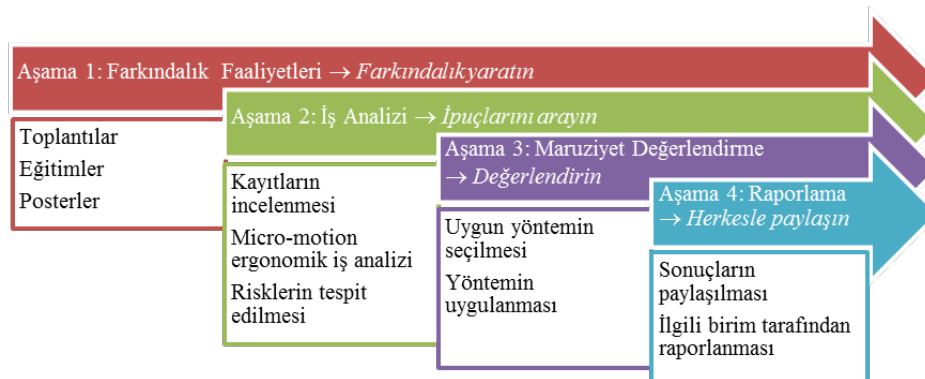 Aşama 1: Farkındalık Faaliyetleri → Farkındalıkyaratın
Toplantılar
Eğitimler
Posterler
Aşama 2: İş Analizi → İpuçlarını arayın
Kayıtların
incelenmesi
Micro-motion
ergonomik iş analizi
Risklerin tespit
edilmesi
Aşama 3: Maruziyet Değerlendirme
→ Değerlendirin
Uygun yöntemin
seçilmesi
Yöntemin
uygulanması
Aşama 4: Raporlama
→ Herkesle paylaşın
Sonuçların
paylaşılması
İlgili birim tarafından
raporlanması